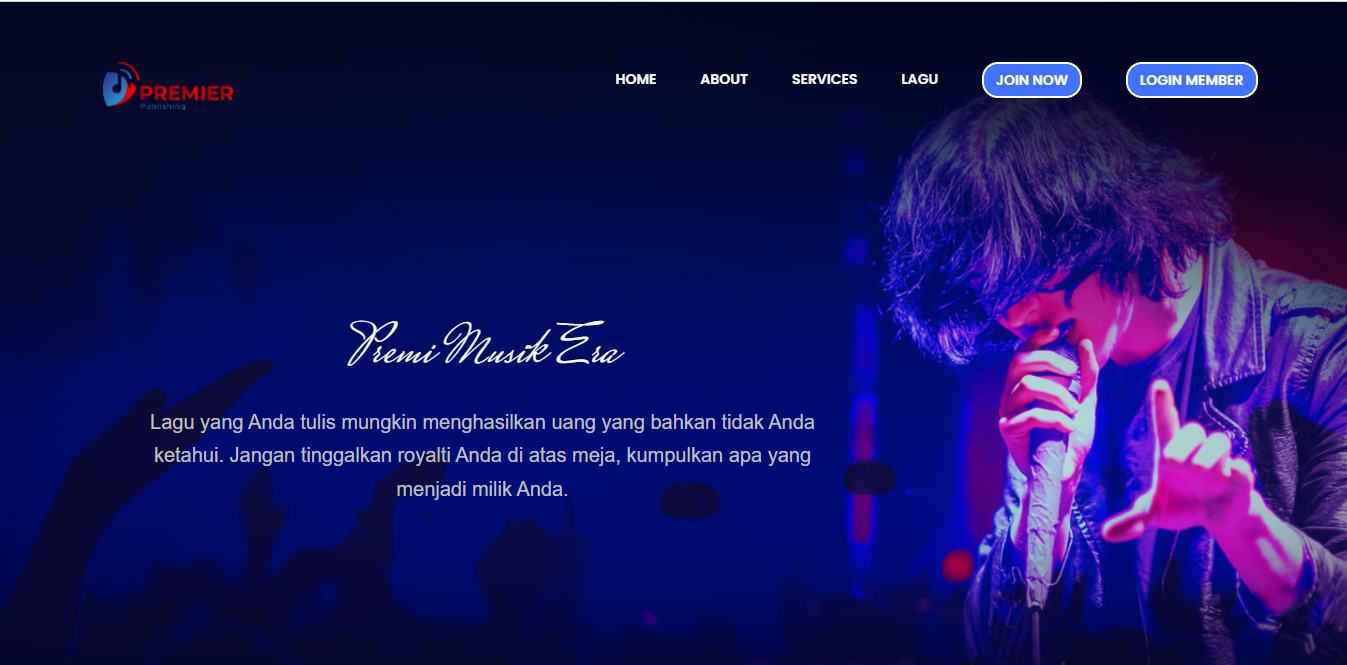 PREMIER
Publishing
HOME ABOUT SERVICES LAGU JOIN NOW LOGIN MEMBER
Premi Musik Era
Lagu yang Anda tulis mungkin menghasilkan uang yang bahkan tidak Anda
ketahui. Jangan tinggalkan royalti Anda di atas meja, kumpulkan apa yang
menjadi milik Anda.